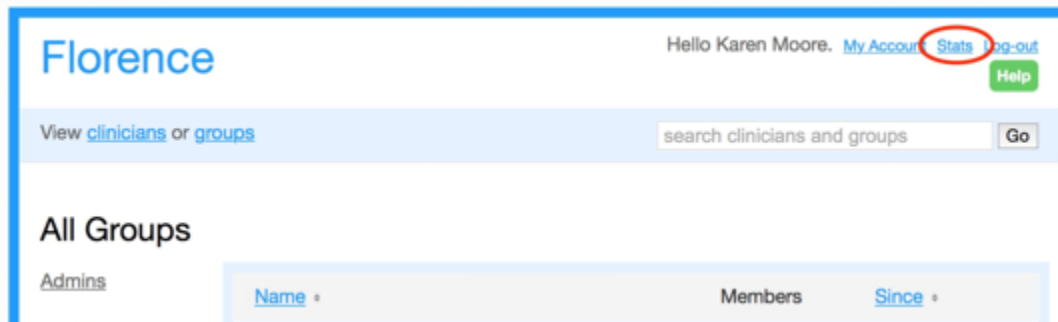 Florence
Hello Karen Moore. My Account Stats Log-out
Help
View clinicians or groups
search clinicians and groups Go
All Groups
Admins
Name Members Since